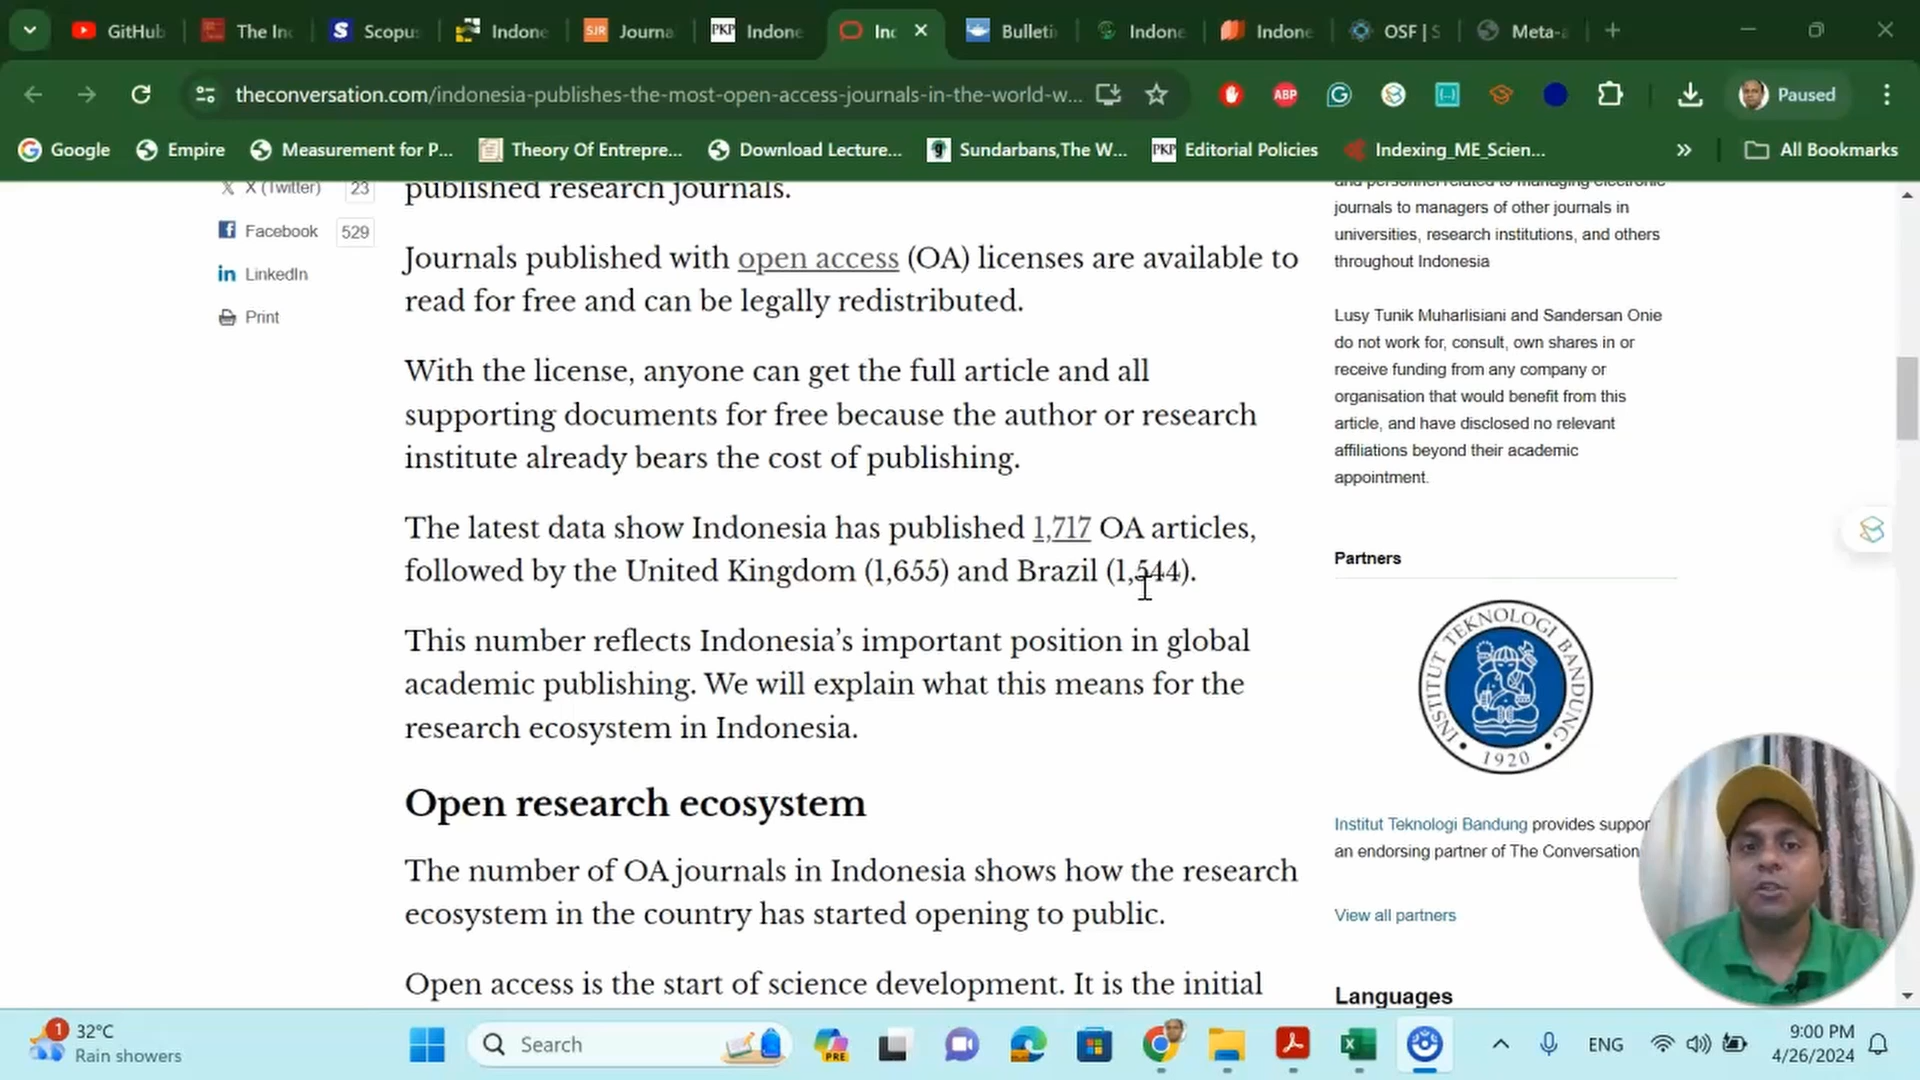 GitHub
The In
Scopu
Indone
Journa
Indone
Inc
Bulletin
Indone
Indone
OSF | S
Meta-a
theconversation.com/indonesia-publishes-the-most-open-access-journals-in-the-world-w...
Paused
Google
Empire
Measurement for P...
Theory Of Entrepre...
Download Lecture...
Sundarbans,The W...
Editorial Policies
Indexing_ME_Scien...
All Bookmarks
X (Twitter) 23
Facebook 529
LinkedIn
Print
published research journals.
Journals published with open access (OA) licenses are available to
read for free and can be legally redistributed.
With the license, anyone can get the full article and all
supporting documents for free because the author or research
institute already bears the cost of publishing.
The latest data show Indonesia has published 1,717 OA articles,
followed by the United Kingdom (1,655) and Brazil (1,544).
This number reflects Indonesia’s important position in global
academic publishing. We will explain what this means for the
research ecosystem in Indonesia.
Open research ecosystem
The number of OA journals in Indonesia shows how the research
ecosystem in the country has started opening to public.
Open access is the start of science development. It is the initial
and personnel related to managing electronic
journals to managers of other journals in
universities, research institutions, and others
throughout Indonesia
Lusy Tunik Muharlisiani and Sandersan Onie
do not work for, consult, own shares in or
receive funding from any company or
organisation that would benefit from this
article, and have disclosed no relevant
affiliations beyond their academic
appointment.
Partners
INSTITUT TEKNOLOGI BANDUNG
1920
Institut Teknologi Bandung provides suppor
an endorsing partner of The Conversation
View all partners
Languages
1
32°C
Rain showers
Search
PRE
ENG
9:00 PM
4/26/2024